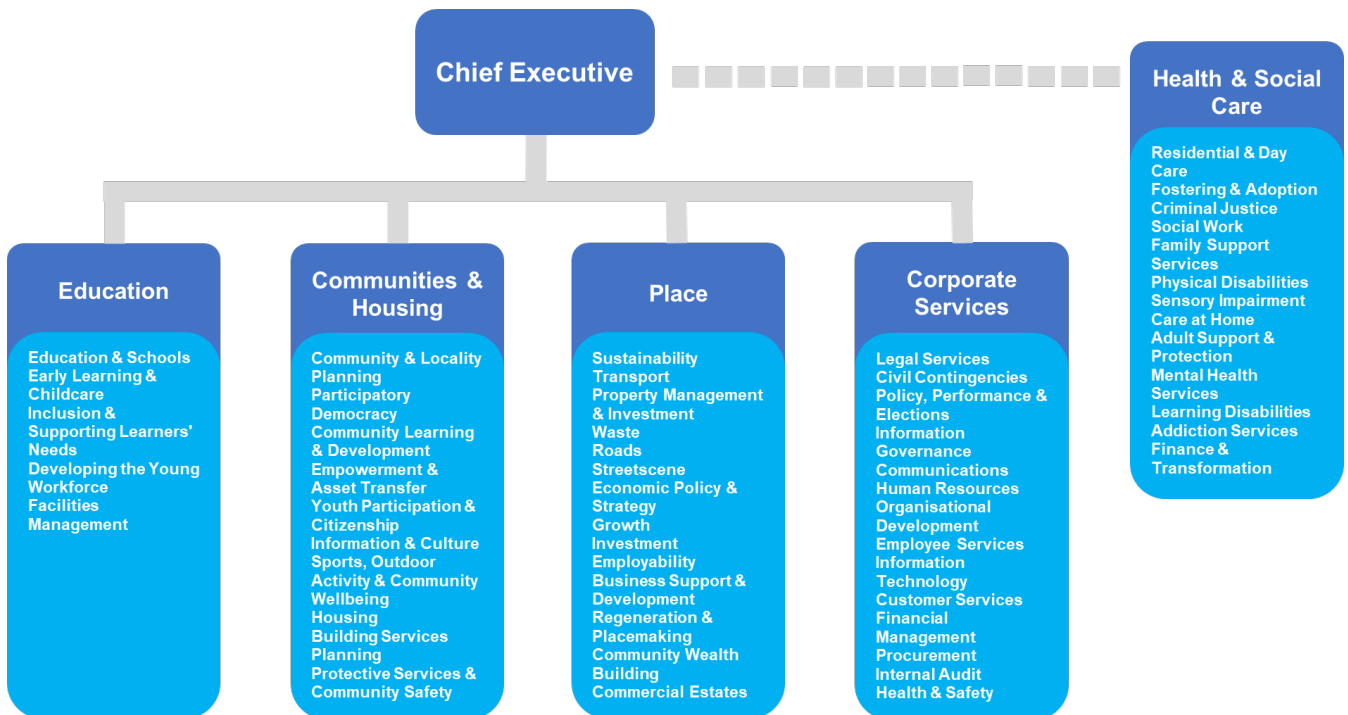 Chief Executive
Health & Social
Care
Residential & Day
Care
Fostering & Adoption
Criminal Justice
Social Work
Family Support
Services
Physical Disabilities
Sensory Impairment
Care at Home
Adult Support &
Protection
Mental Health
Services
Learning Disabilities
Addiction Services
Finance &
Transformation
Education
Education & Schools
Early Learning &
Childcare
Inclusion &
Supporting Learners'
Needs
Developing the Young
Workforce
Facilities
Management
Communities &
Housing
Community & Locality
Planning
Participatory
Democracy
Community Learning
& Development
Empowerment &
Asset Transfer
Youth Participation &
Citizenship
Information & Culture
Sports, Outdoor
Activity & Community
Wellbeing
Housing
Building Services
Planning
Protective Services &
Community Safety
Place
Sustainability
Transport
Property Management
& Investment
Waste
Roads
Streetscene
Economic Policy &
Strategy
Growth
Investment
Employability
Business Support &
Development
Regeneration &
Placemaking
Community Wealth
Building
Commercial Estates
Corporate
Services
Legal Services
Civil Contingencies
Policy, Performance &
Elections
Information
Governance
Communications
Human Resources
Organisational
Development
Employee Services
Information
Technology
Customer Services
Financial
Management
Procurement
Internal Audit
Health & Safety